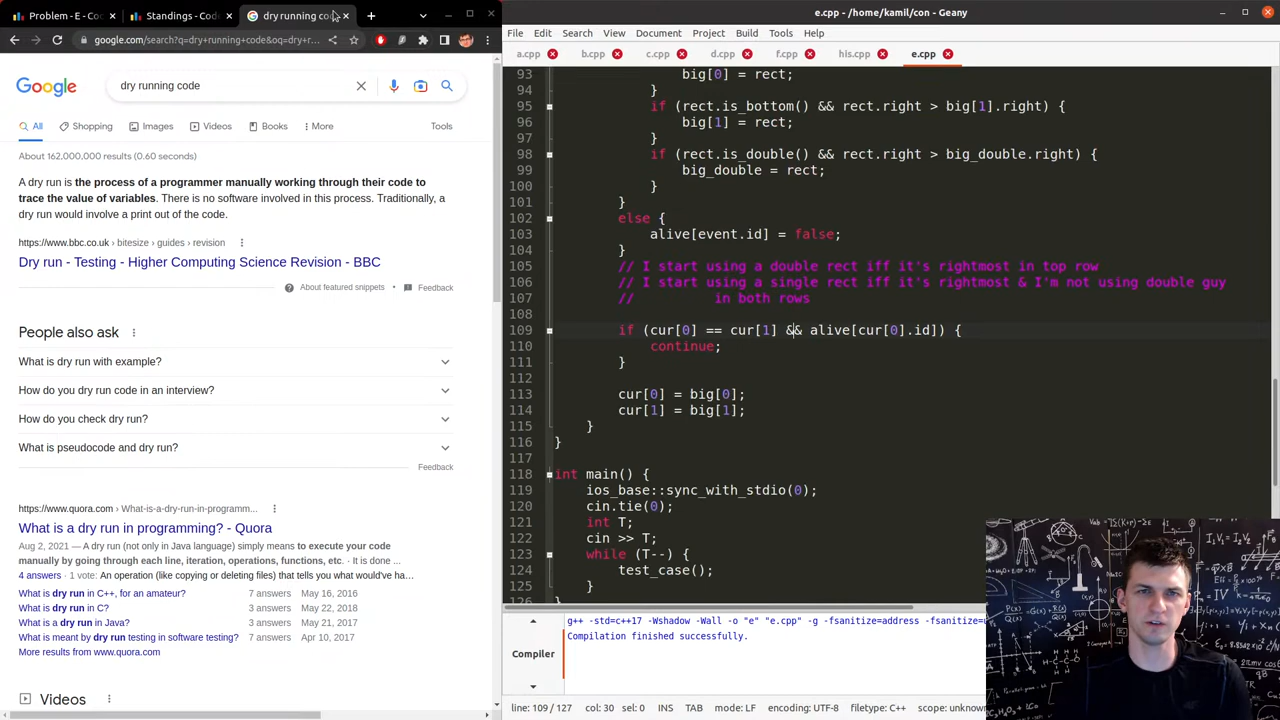 Problem - E - Co
Standings - Code
dry running co
e.cpp - /home/kamil/con - Geany
google.com/search?q=dry+running+code&oq=dry+r...
File Edit Search View Document Project Build Tools Help
a.cpp b.cpp c.cpp d.cpp f.cpp hls.cpp e.cpp
Google
dry running code
All Shopping Images Videos Books More Tools
About 162,000,000 results (0.60 seconds)
A dry run is the process of a programmer manually working through their code to
trace the value of variables. There is no software involved in this process. Traditionally, a
dry run would involve a print out of the code.
https://www.bbc.co.uk › bitesize › guides › revision
Dry run - Testing - Higher Computing Science Revision - BBC
About featured snippets • Feedback
People also ask
What is dry run with example?
How do you dry run code in an interview?
How do you check dry run?
What is pseudocode and dry run?
Feedback
https://www.quora.com › What-is-a-dry-run-in-programm...
What is a dry run in programming? - Quora
Aug 2, 2021 — A dry run (not only in Java language) simply means to execute your code
manually by going through each line, iteration, operations, functions, etc. · It is done ...
4 answers · 1 vote: An operation (like copying or deleting files) that tells you what would've ha...
What is dry run in C++, for an amateur? 7 answers May 16, 2016
What is dry run in C? 3 answers May 22, 2018
What is a dry run in Java? 3 answers May 21, 2017
What is meant by dry run testing in software testing? 7 answers Apr 10, 2017
More results from www.quora.com
Videos
93 big[0] = rect;
94 }
95 if (rect.is_bottom() && rect.right > big[1].right) {
96 big[1] = rect;
97 }
98 if (rect.is_double() && rect.right > big_double.right) {
99 big_double = rect;
100 }
101 }
102 else {
103 alive[event.id] = false;
104 }
105 // I start using a double rect iff it's rightmost in top row
106 // I start using a single rect iff it's rightmost & I'm not using double guy
107 // in both rows
108
109 if (cur[0] == cur[1] && alive[cur[0].id]) {
110 continue;
111 }
112
113 cur[0] = big[0];
114 cur[1] = big[1];
115 }
116 }
117
118 int main() {
119 ios_base::sync_with_stdio(0);
120 cin.tie(0);
121 int T;
122 cin >> T;
123 while (T--) {
124 test_case();
125 }
126 }
Compiler
g++ -std=c++17 -Wshadow -Wall -o "e" "e.cpp" -g -fsanitize=address -fsanitize=u
Compilation finished successfully.
line: 109 / 127 col: 30 sel: 0 INS TAB mode: LF encoding: UTF-8 filetype: C++ scope: unknown